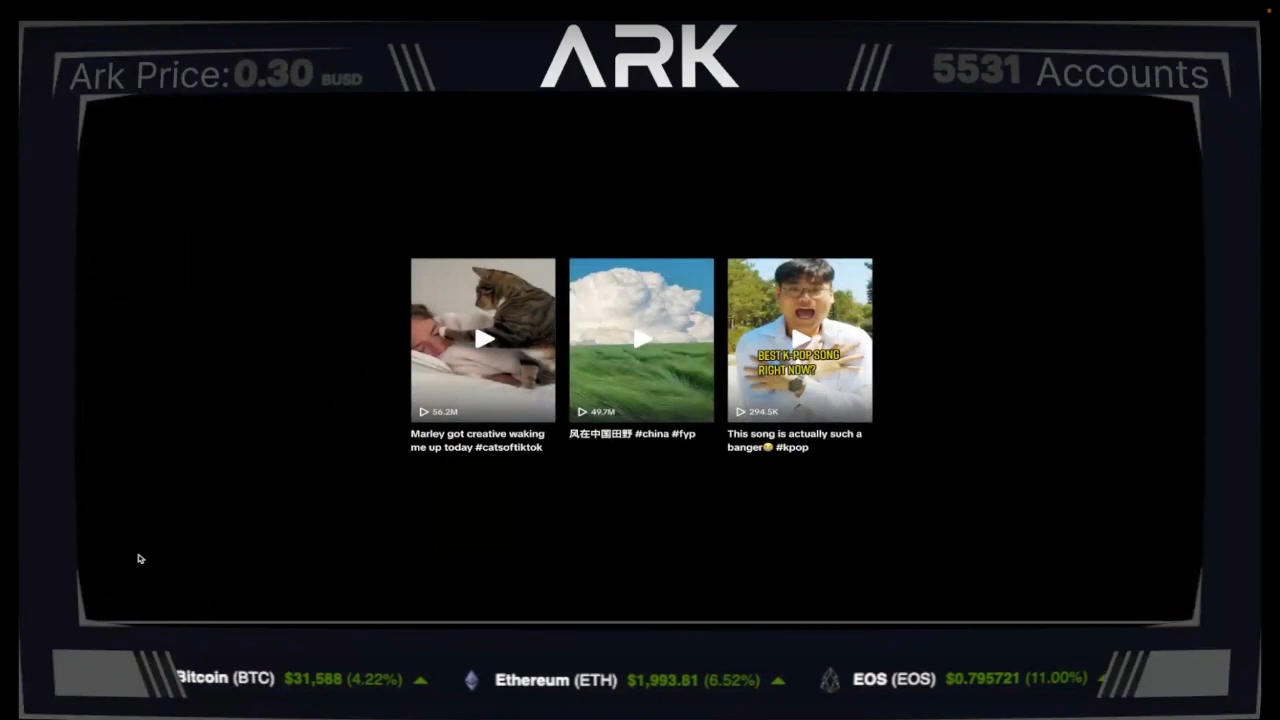 ARK
Ark Price: 0.30 BUSD
5531 Accounts
BEST K-POP SONG
RIGHT NOW?
56.2M
49.7M
294.5K
Marley got creative waking
me up today #catsoftiktok
风在中国田野 #china #fyp
This song is actually such a
banger😂 #kpop
Bitcoin (BTC) $31,588 (4.22%)
Ethereum (ETH) $1,993.81 (6.52%)
EOS (EOS) $0.795721 (11.00%)